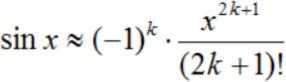 sin x ≈ (−1)^k · x^{2k+1} / (2k + 1)!